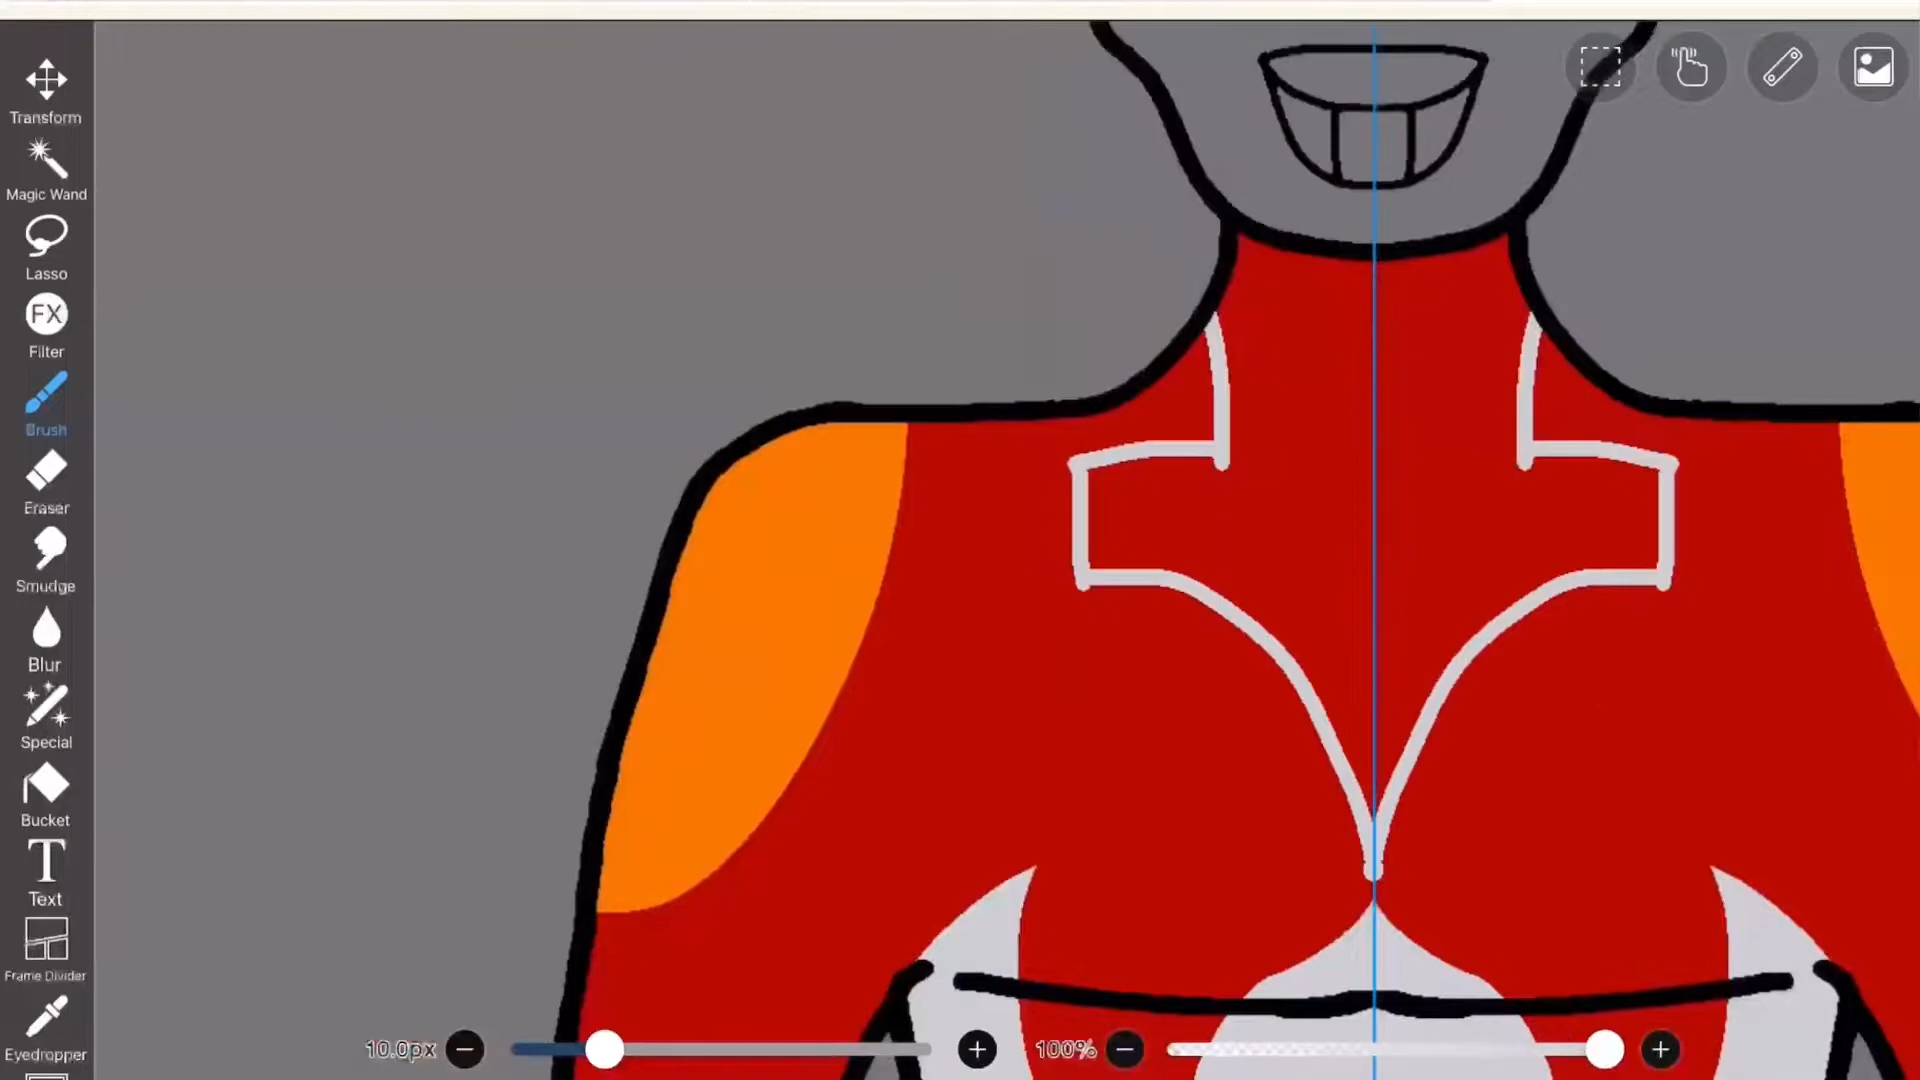 Transform
Magic Wand
Lasso
FX
Filter
Brush
Eraser
Smudge
Blur
Special
Bucket
T
Text
Frame Divider
Eyedropper
10.0px
100%